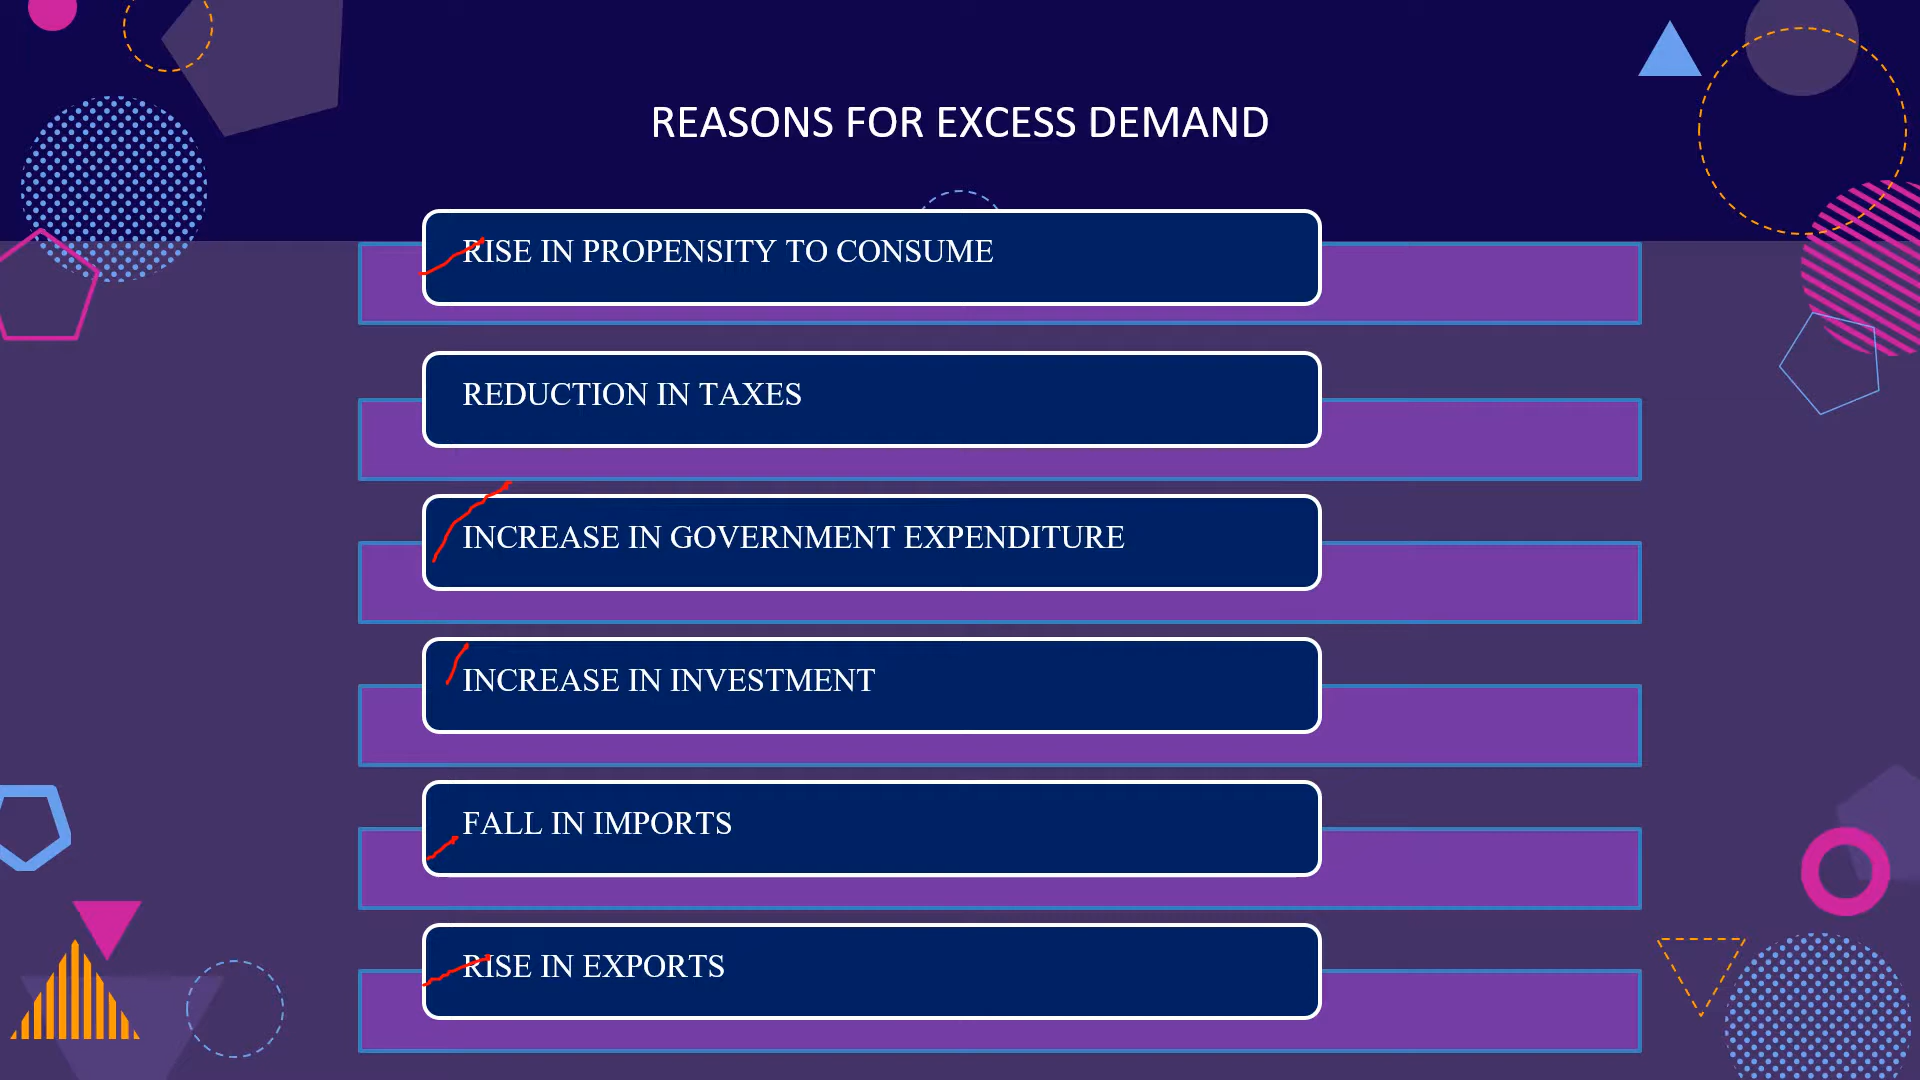 REASONS FOR EXCESS DEMAND
RISE IN PROPENSITY TO CONSUME
REDUCTION IN TAXES
INCREASE IN GOVERNMENT EXPENDITURE
INCREASE IN INVESTMENT
FALL IN IMPORTS
RISE IN EXPORTS